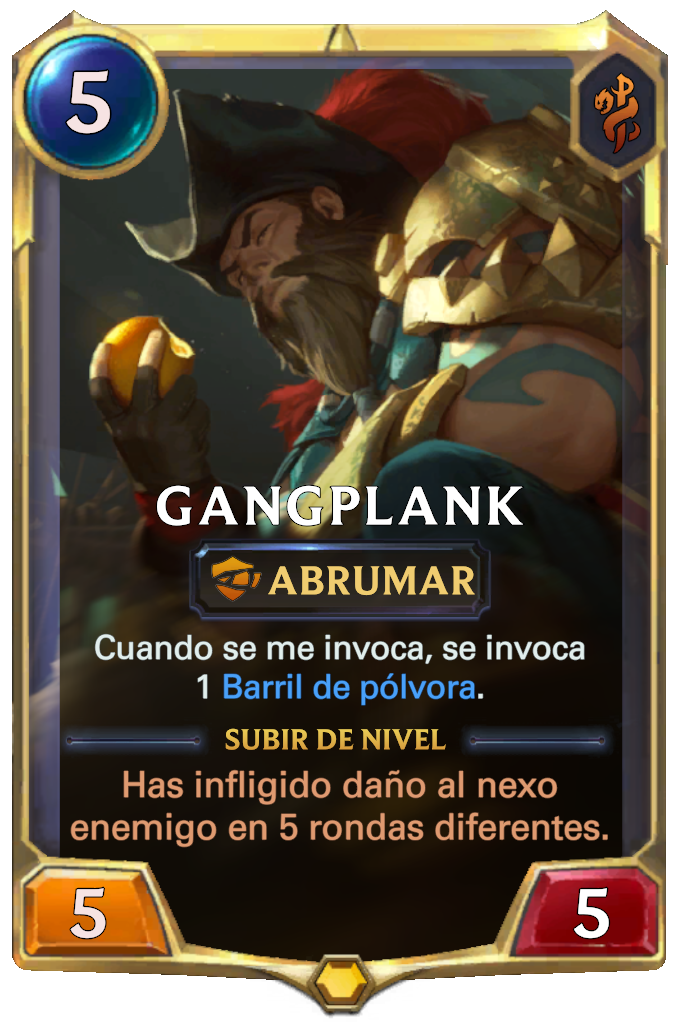 5
GANGPLANK
ABRUMAR
Cuando se me invoca, se invoca
1 Barril de pólvora.
SUBIR DE NIVEL
Has infligido daño al nexo
enemigo en 5 rondas diferentes.
5
5